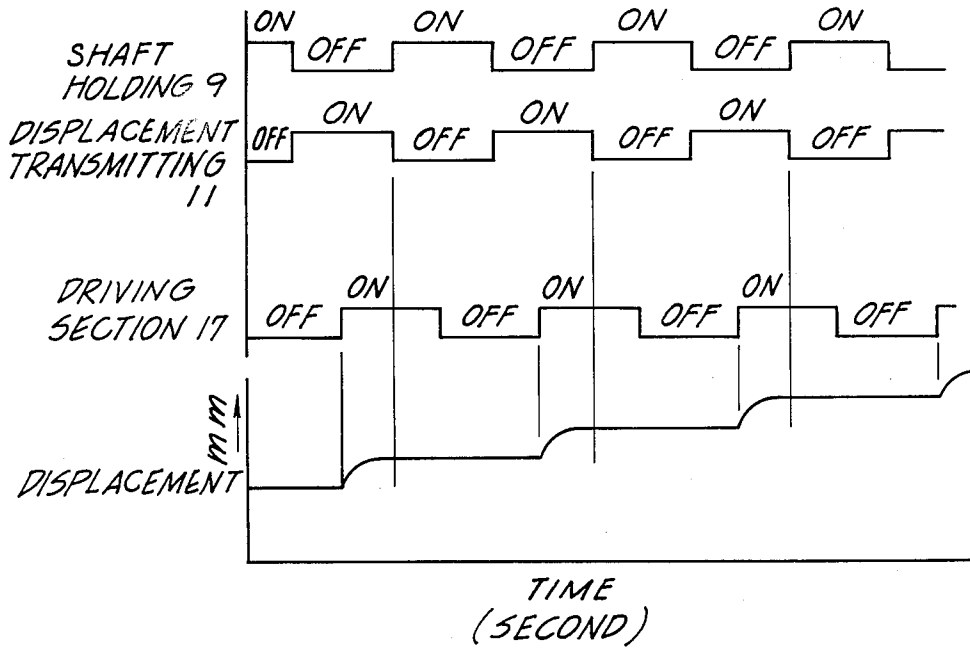 ON OFF ON OFF ON OFF ON
SHAFT
HOLDING 9
ON ON ON
DISPLACEMENT
OFF OFF OFF OFF
TRANSMITTING
11
DRIVING
SECTION 17
ON ON ON
OFF OFF OFF OFF
mm
DISPLACEMENT
TIME
(SECOND)